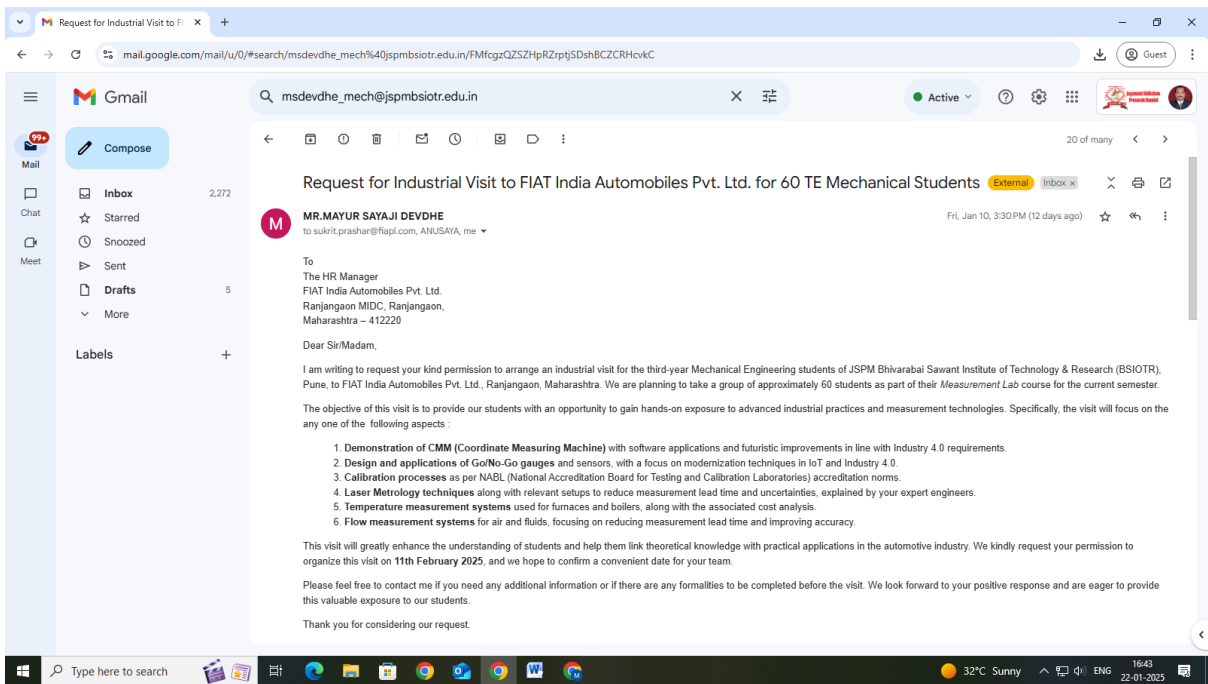 Request for Industrial Visit to FI
mail.google.com/mail/u/0/#search/msdevdhe_mech%40jspmbsiotr.edu.in/FMfcgzQZSZHpRZrptjSDshBCZCRHcvkC
Guest
Gmail
msdevdhe_mech@jspmbsiotr.edu.in
Active
99+
Mail
Chat
Meet
Compose
Inbox 2,272
Starred
Snoozed
Sent
Drafts 5
More
Labels
20 of many
Request for Industrial Visit to FIAT India Automobiles Pvt. Ltd. for 60 TE Mechanical Students External Inbox x
M
MR.MAYUR SAYAJI DEVDHE
Fri, Jan 10, 3:30 PM (12 days ago)
to sukrit.prashar@fiapl.com, ANUSAYA, me
To
The HR Manager
FIAT India Automobiles Pvt. Ltd.
Ranjangaon MIDC, Ranjangaon,
Maharashtra – 412220
Dear Sir/Madam,
I am writing to request your kind permission to arrange an industrial visit for the third-year Mechanical Engineering students of JSPM Bhivarabai Sawant Institute of Technology & Research (BSIOTR),
Pune, to FIAT India Automobiles Pvt. Ltd., Ranjangaon, Maharashtra. We are planning to take a group of approximately 60 students as part of their Measurement Lab course for the current semester.
The objective of this visit is to provide our students with an opportunity to gain hands-on exposure to advanced industrial practices and measurement technologies. Specifically, the visit will focus on the
any one of the following aspects :
1. Demonstration of CMM (Coordinate Measuring Machine) with software applications and futuristic improvements in line with Industry 4.0 requirements.
2. Design and applications of Go/No-Go gauges and sensors, with a focus on modernization techniques in IoT and Industry 4.0.
3. Calibration processes as per NABL (National Accreditation Board for Testing and Calibration Laboratories) accreditation norms.
4. Laser Metrology techniques along with relevant setups to reduce measurement lead time and uncertainties, explained by your expert engineers.
5. Temperature measurement systems used for furnaces and boilers, along with the associated cost analysis.
6. Flow measurement systems for air and fluids, focusing on reducing measurement lead time and improving accuracy.
This visit will greatly enhance the understanding of students and help them link theoretical knowledge with practical applications in the automotive industry. We kindly request your permission to
organize this visit on 11th February 2025, and we hope to confirm a convenient date for your team.
Please feel free to contact me if you need any additional information or if there are any formalities to be completed before the visit. We look forward to your positive response and are eager to provide
this valuable exposure to our students.
Thank you for considering our request.
Type here to search
32°C Sunny
ENG
16:43
22-01-2025